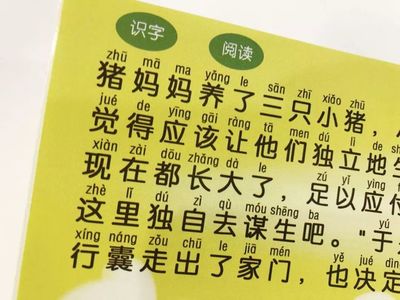 识字 阅读
zhū mā ma yǎng le sān zhī xiǎo zhū
猪妈妈养了三只小猪，
jué de yīng gāi ràng tā men dú lì de
觉得应该让他们独立地生
xiàn zài dōu zhǎng dà le zú yǐ yìng
现在都长大了，足以应付
zhè lǐ dú zì qù móu shēng ba
这里独自去谋生吧。"于是
xíng náng zǒu chū le jiā mén yě jué dìng
行囊走出了家门，也决定